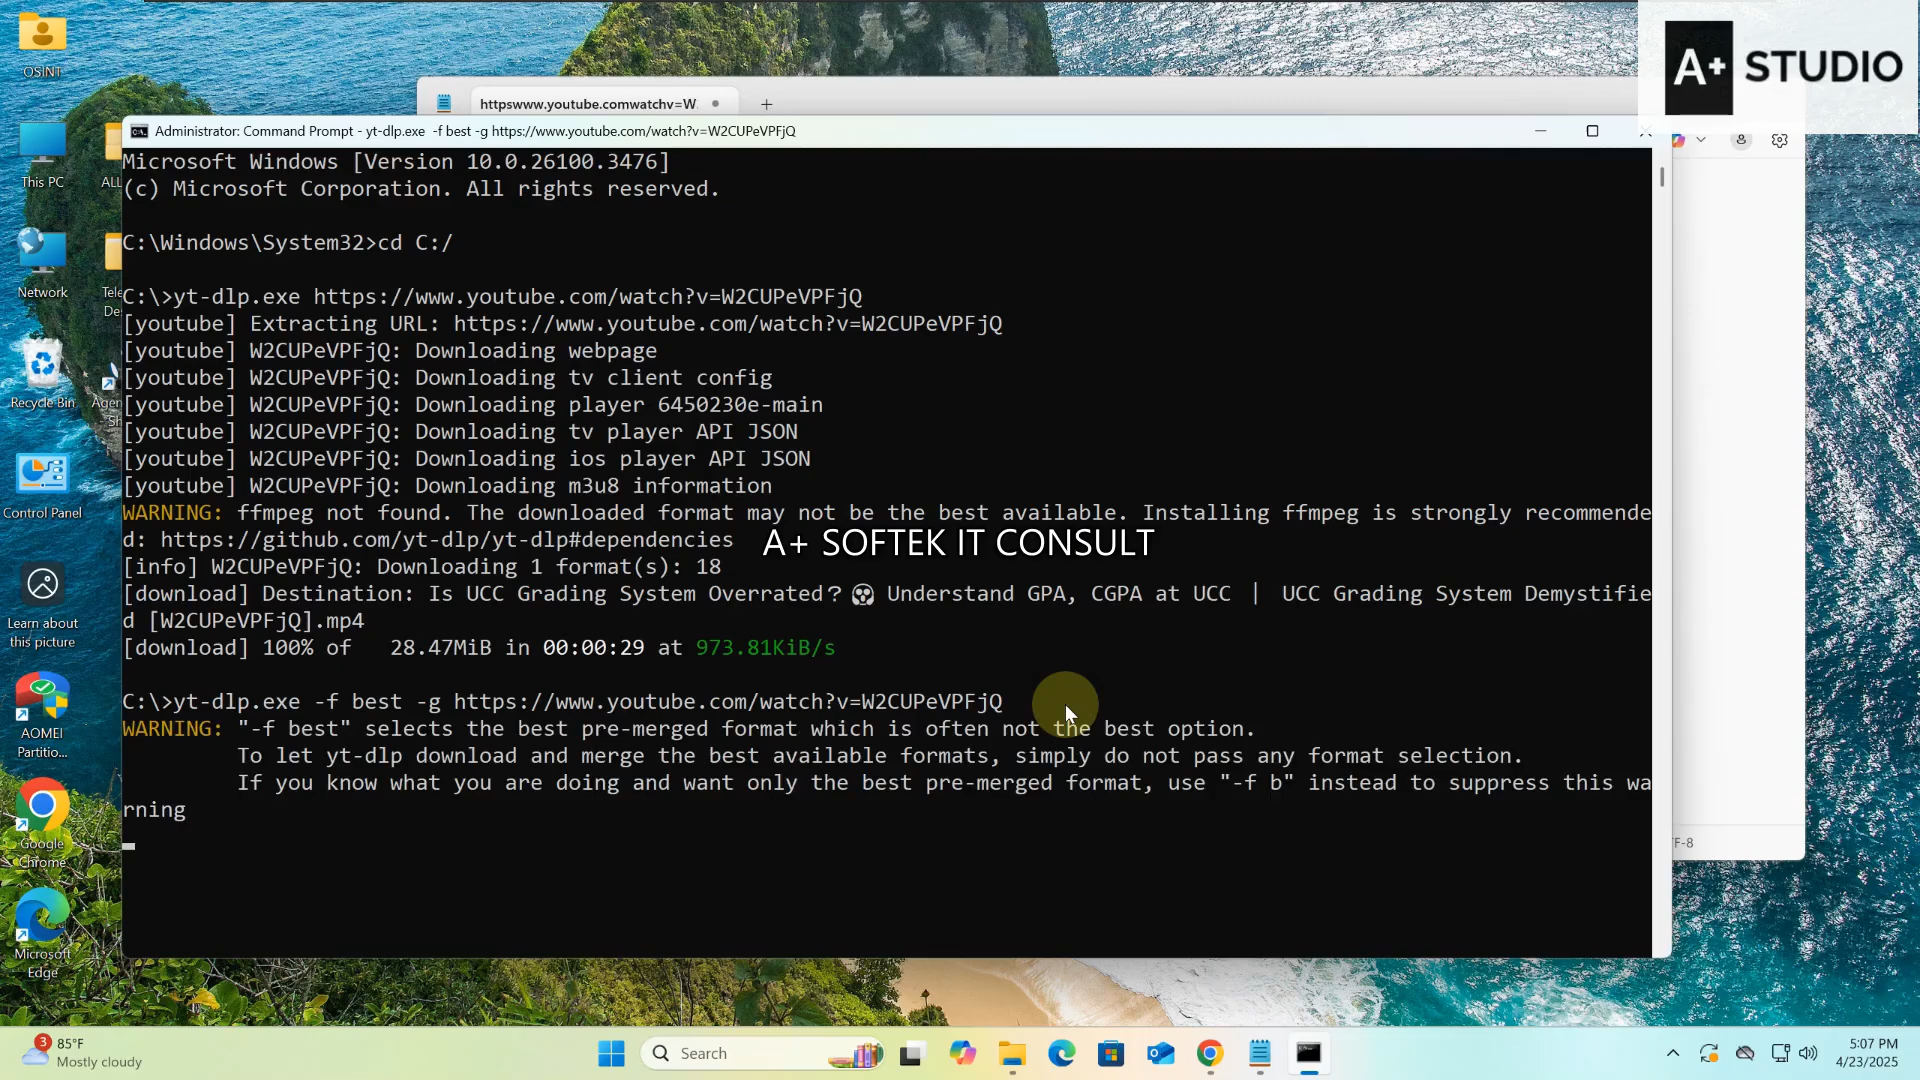 OSINT
This PC
Network
Recycle Bin
Control Panel
Learn about
this picture
AOMEI
Partitio...
Google
Chrome
Microsoft
Edge
httpswww.youtube.comwatchv=W
A+ STUDIO
Administrator: Command Prompt - yt-dlp.exe -f best -g https://www.youtube.com/watch?v=W2CUPeVPFjQ
Microsoft Windows [Version 10.0.26100.3476]
(c) Microsoft Corporation. All rights reserved.
C:\Windows\System32>cd C:/
C:\>yt-dlp.exe https://www.youtube.com/watch?v=W2CUPeVPFjQ
[youtube] Extracting URL: https://www.youtube.com/watch?v=W2CUPeVPFjQ
[youtube] W2CUPeVPFjQ: Downloading webpage
[youtube] W2CUPeVPFjQ: Downloading tv client config
[youtube] W2CUPeVPFjQ: Downloading player 6450230e-main
[youtube] W2CUPeVPFjQ: Downloading tv player API JSON
[youtube] W2CUPeVPFjQ: Downloading ios player API JSON
[youtube] W2CUPeVPFjQ: Downloading m3u8 information
WARNING: ffmpeg not found. The downloaded format may not be the best available. Installing ffmpeg is strongly recommende
d: https://github.com/yt-dlp/yt-dlp#dependencies
A+ SOFTEK IT CONSULT
[info] W2CUPeVPFjQ: Downloading 1 format(s): 18
[download] Destination: Is UCC Grading System Overrated？😱 Understand GPA, CGPA at UCC ｜ UCC Grading System Demystifie
d [W2CUPeVPFjQ].mp4
[download] 100% of   28.47MiB in 00:00:29 at 973.81KiB/s
C:\>yt-dlp.exe -f best -g https://www.youtube.com/watch?v=W2CUPeVPFjQ
WARNING: "-f best" selects the best pre-merged format which is often not the best option.
To let yt-dlp download and merge the best available formats, simply do not pass any format selection.
If you know what you are doing and want only the best pre-merged format, use "-f b" instead to suppress this wa
rning
3
85°F
Mostly cloudy
Search
5:07 PM
4/23/2025